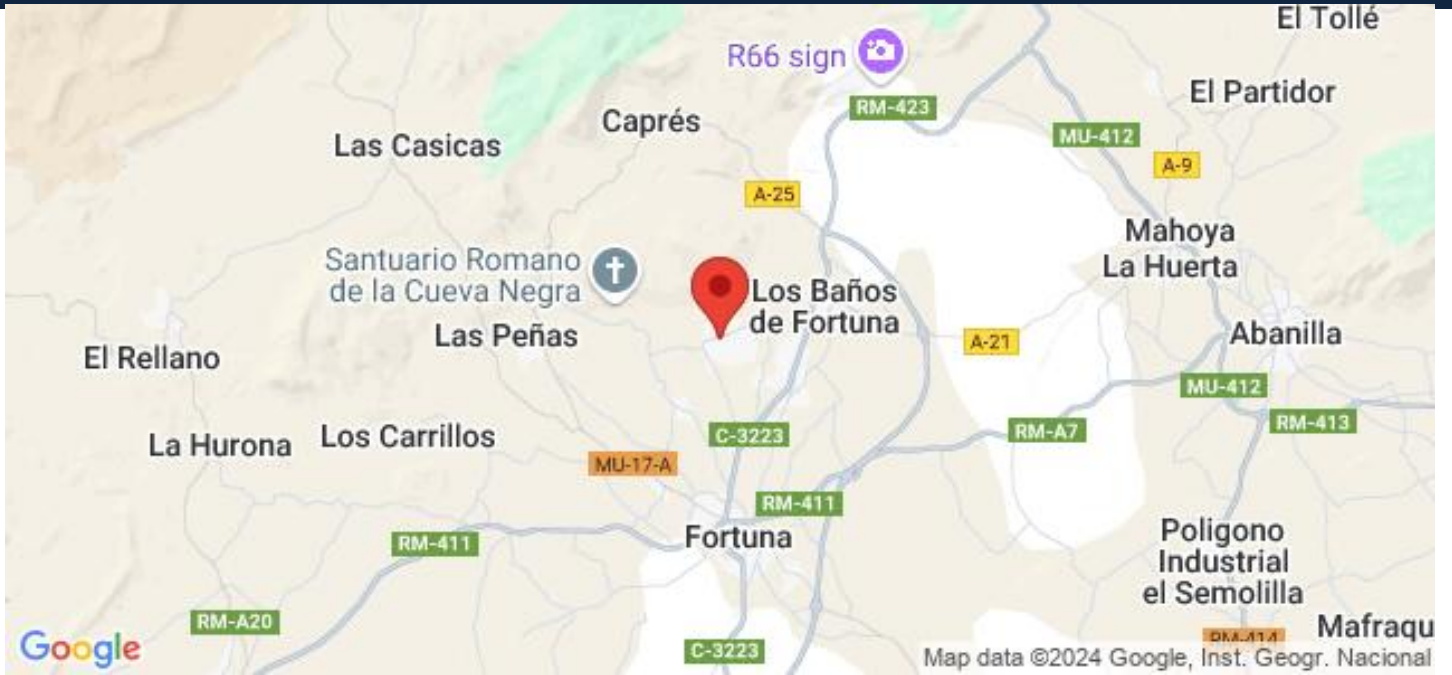 El Tollé
R66 sign
El Partidor
RM-423
Caprés
MU-412
Las Casicas
A-9
A-25
Mahoya
La Huerta
Santuario Romano
de la Cueva Negra
Los Baños
de Fortuna
Las Peñas
Abanilla
A-21
El Rellano
MU-412
RM-413
C-3223
RM-A7
La Hurona
Los Carrillos
MU-17-A
RM-411
Fortuna
RM-411
Poligono
Industrial
el Semolilla
RM-A20
Mafraqu
RM-414
C-3223
Google
Map data ©2024 Google, Inst. Geogr. Nacional